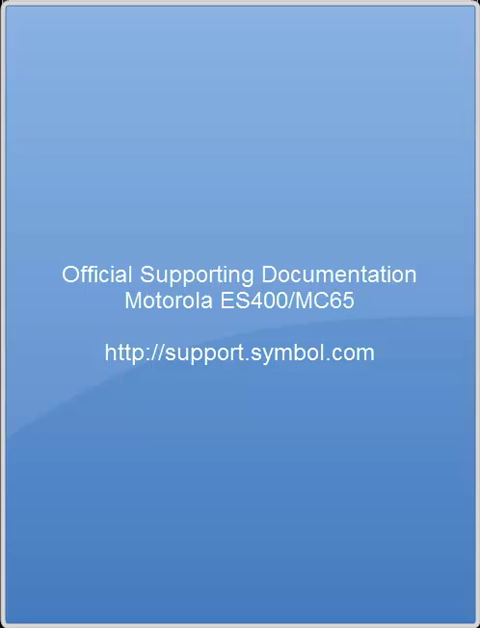 Official Supporting Documentation
Motorola ES400/MC65
http://support.symbol.com